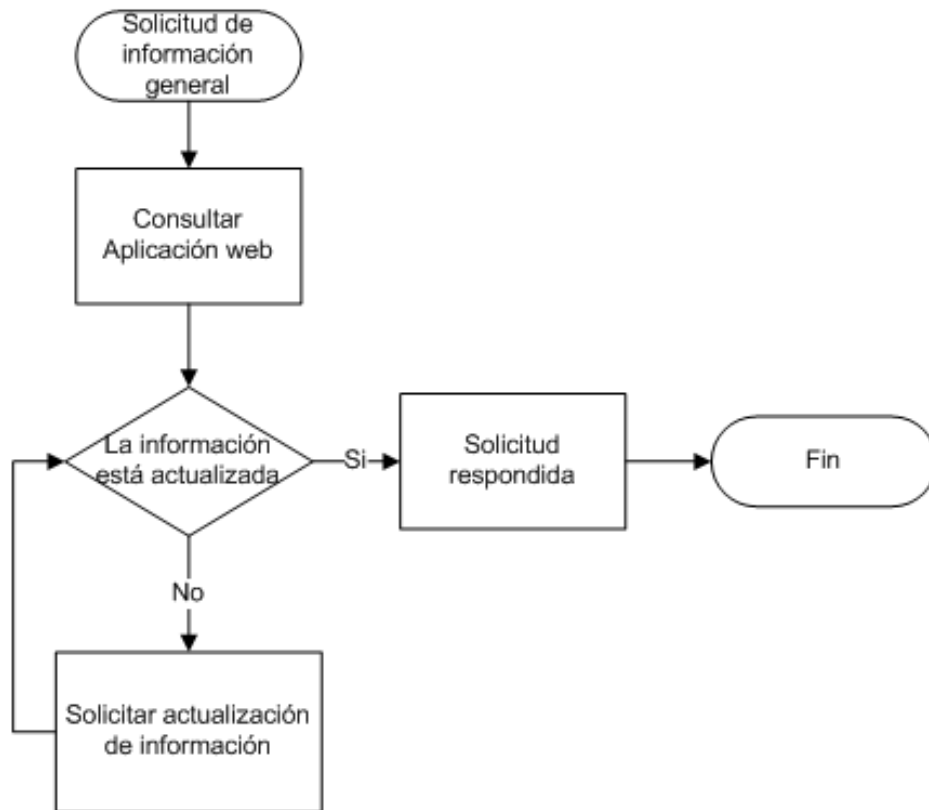 Solicitud de
información
general
Consultar
Aplicación web
La información
está actualizada
Si
Solicitud
respondida
Fin
No
Solicitar actualización
de información